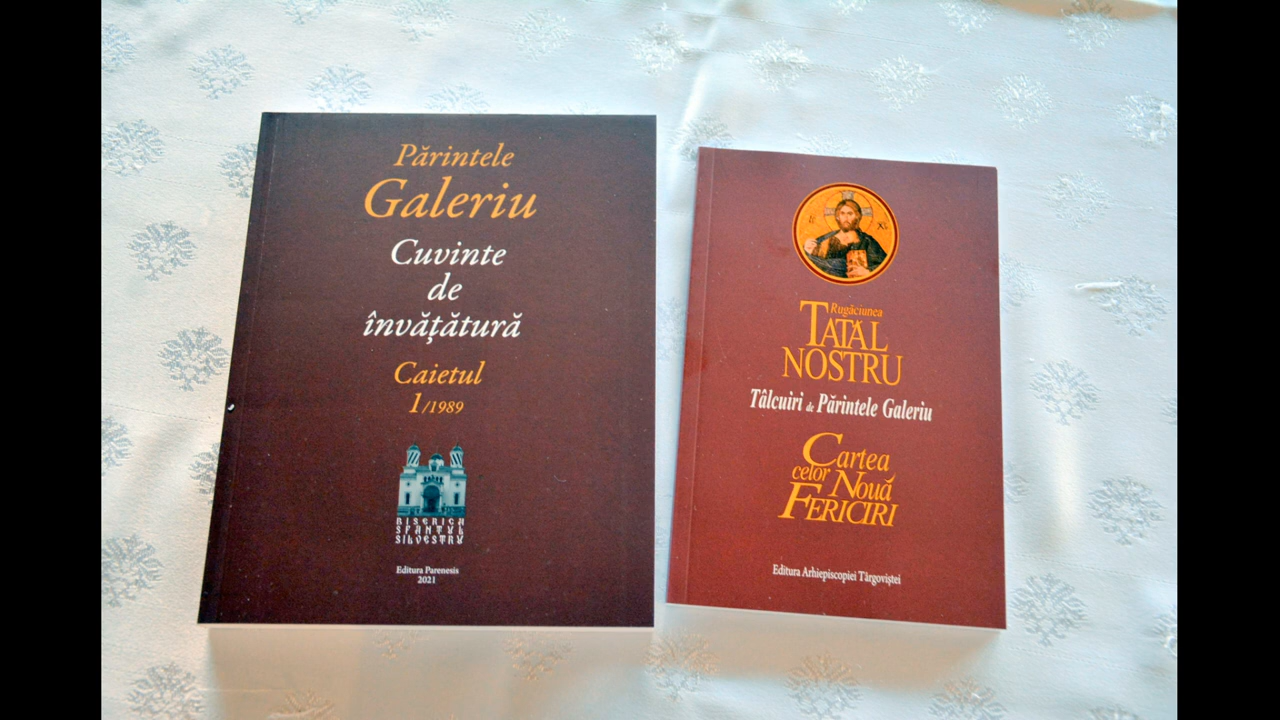 Părintele
Galeriu
Cuvinte
de
învățătură
Caietul
1/1989
BISERICA
SFANTUL
SILVESTRU
Editura Parenesis
2021
Rugăciunea
TATĂL
NOSTRU
Tâlcuiri de Părintele Galeriu
Cartea
celor Nouă
FERICIRI
Editura Arhiepiscopiei Târgoviștei